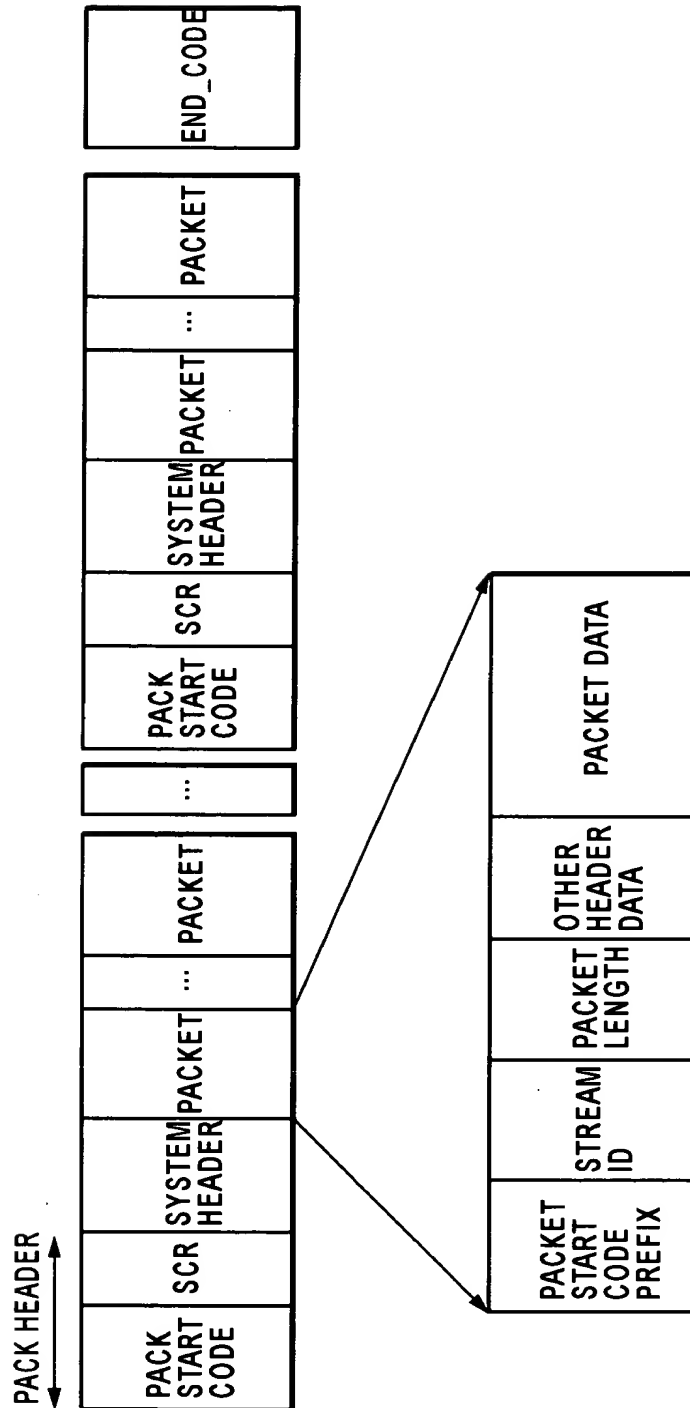 PACK HEADER
PACK
START
CODE
SCR
SYSTEM
HEADER
PACKET
...
PACKET
...
PACK
START
CODE
SCR
SYSTEM
HEADER
PACKET
...
PACKET
END_CODE
PACKET
START
CODE
PREFIX
STREAM
ID
PACKET
LENGTH
OTHER
HEADER
DATA
PACKET DATA